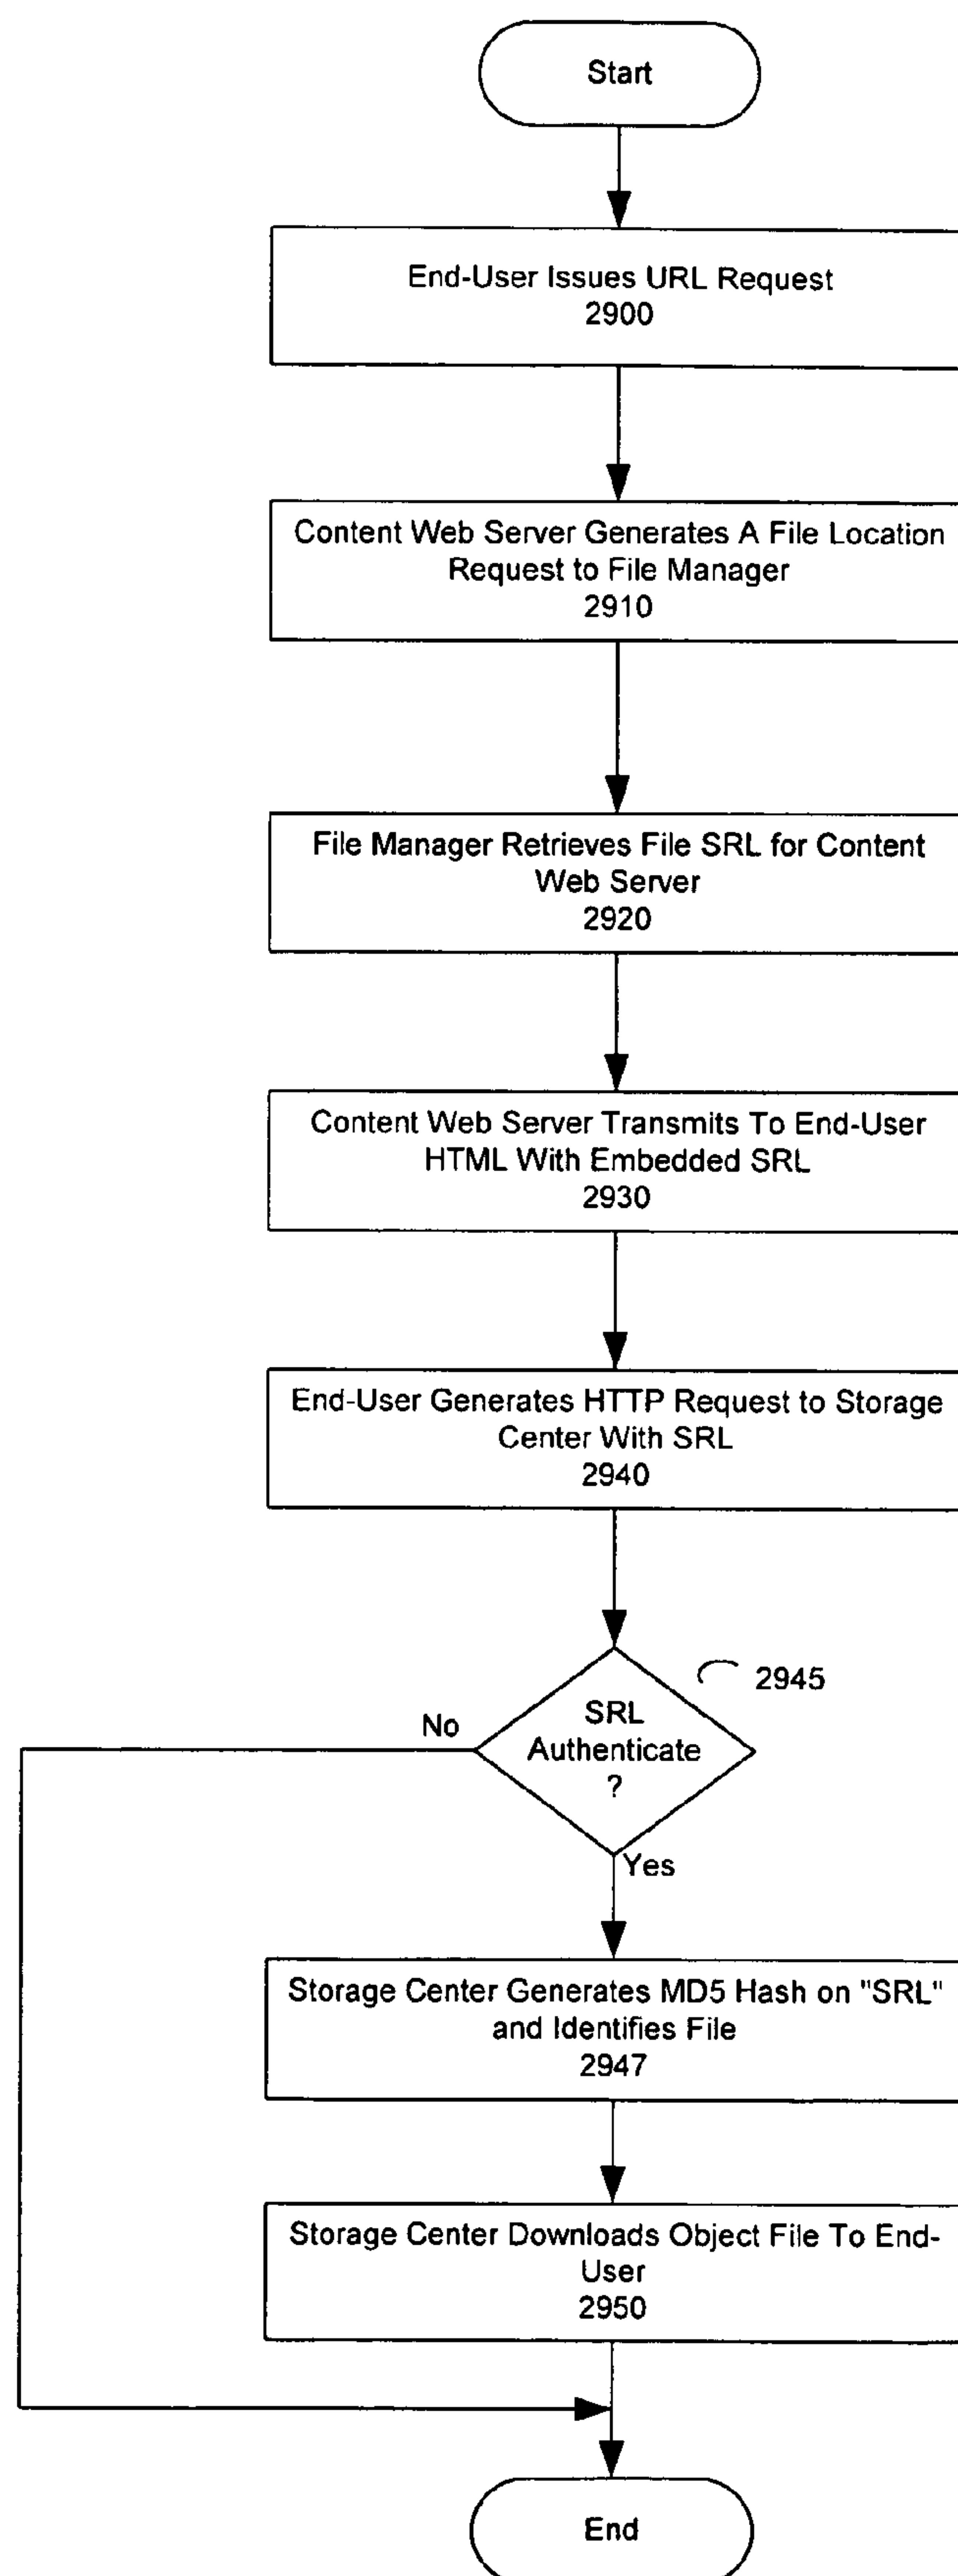 Start
End-User Issues URL Request
2900
Content Web Server Generates A File Location
Request to File Manager
2910
File Manager Retrieves File SRL for Content
Web Server
2920
Content Web Server Transmits To End-User
HTML With Embedded SRL
2930
End-User Generates HTTP Request to Storage
Center With SRL
2940
2945
SRL
No
Authenticate
?
Yes
Storage Center Generates MD5 Hash on "SRL"
and Identifies File
2947
Storage Center Downloads Object File To End-
User
2950
End